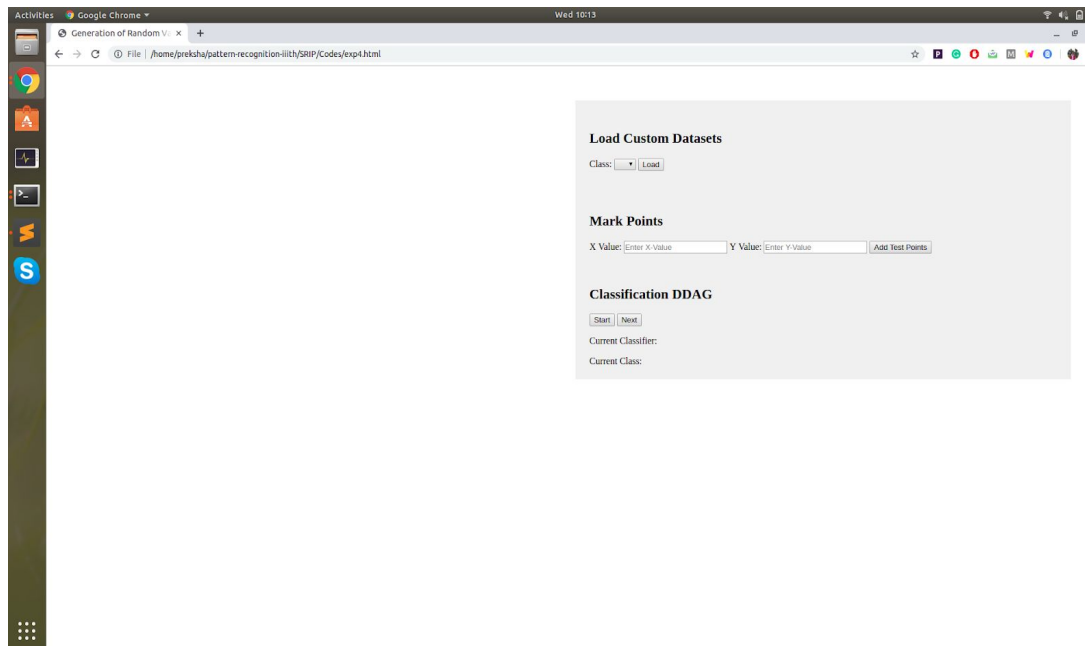 Activities Google Chrome Wed 10:13
Generation of Random Va
File /home/preksha/pattern-recognition-iiith/SRIP/Codes/exp4.html
Load Custom Datasets
Class: Load
Mark Points
X Value: Enter X-Value Y Value: Enter Y-Value Add Test Points
Classification DDAG
Start Next
Current Classifier:
Current Class: